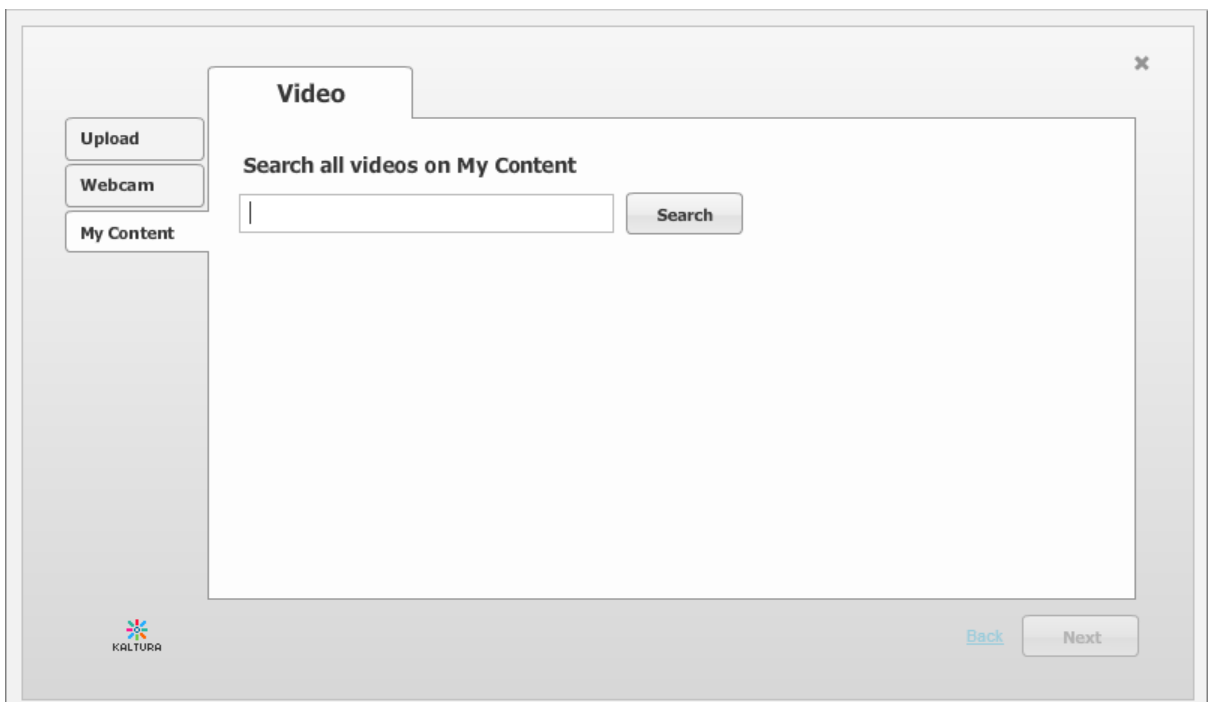 Video
Upload
Webcam
My Content
Search all videos on My Content
Search
KALTURA
Back
Next